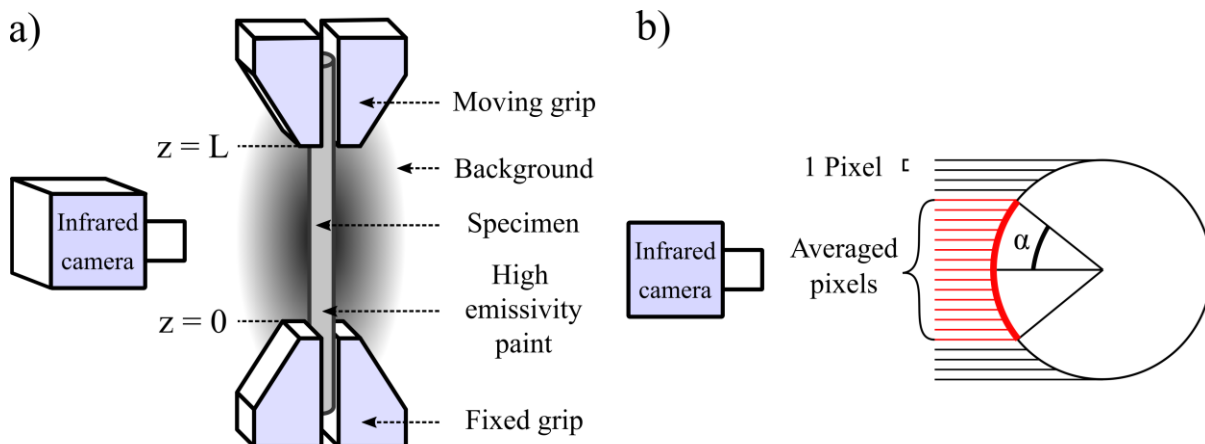 a)
Moving grip
z = L
Background
Infrared
camera
Specimen
High
emissivity
paint
z = 0
Fixed grip
b)
1 Pixel
Infrared
camera
Averaged
pixels
α